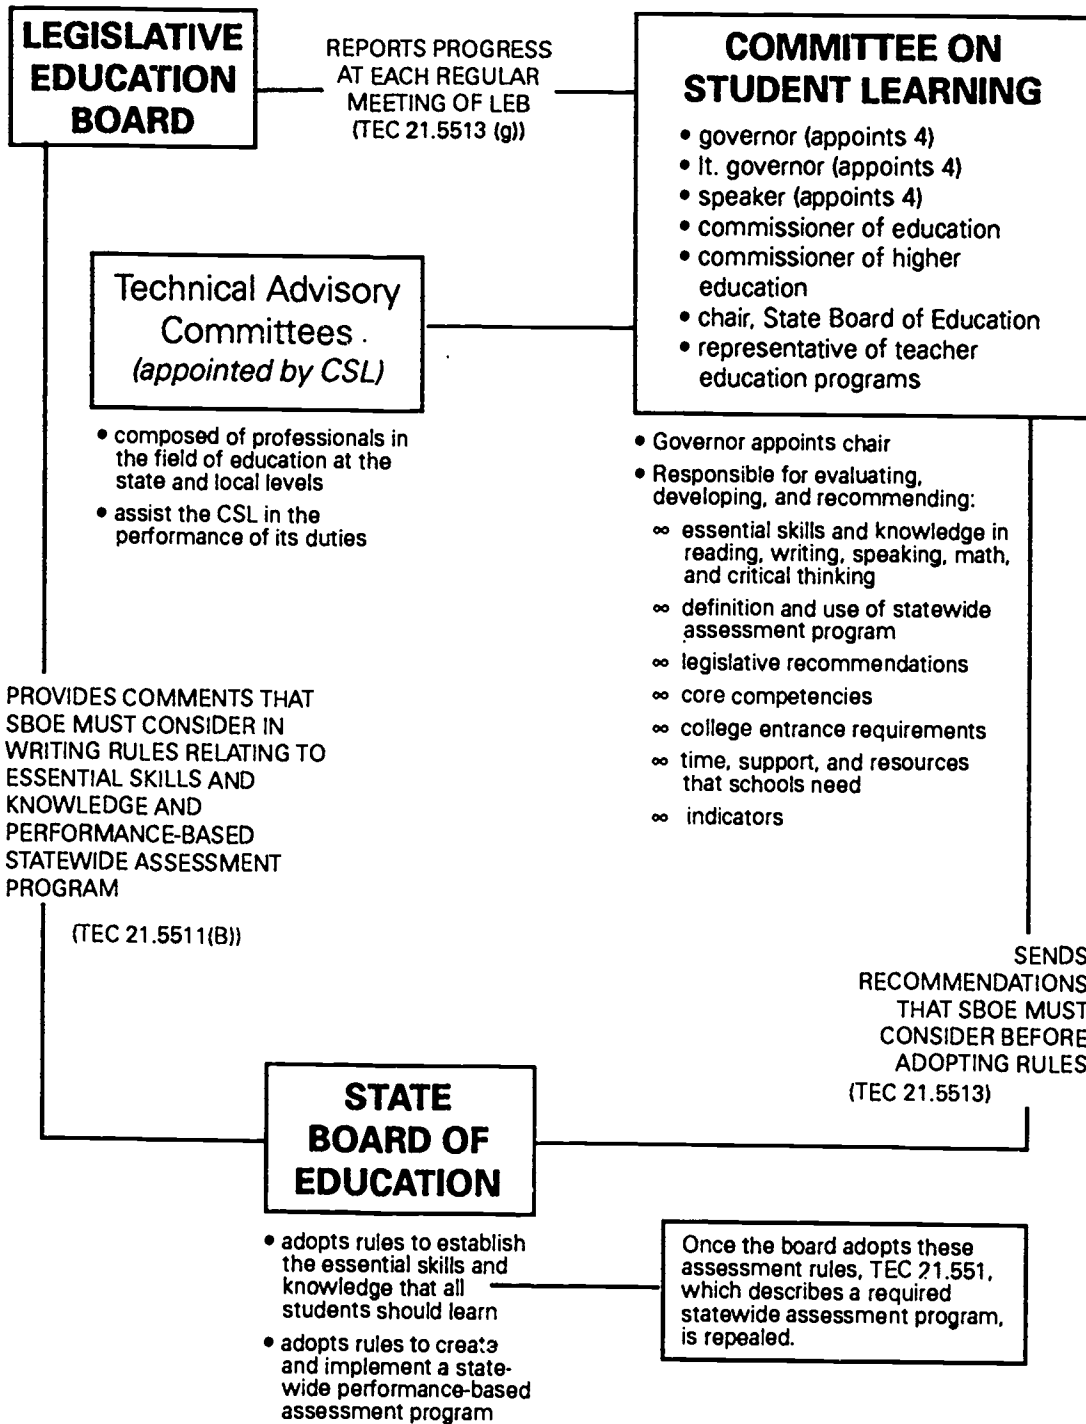 LEGISLATIVE
EDUCATION
BOARD
REPORTS PROGRESS
AT EACH REGULAR
MEETING OF LEB
(TEC 21.5513 (g))
COMMITTEE ON
STUDENT LEARNING
• governor (appoints 4)
• lt. governor (appoints 4)
• speaker (appoints 4)
• commissioner of education
• commissioner of higher
education
• chair, State Board of Education
• representative of teacher
education programs
Technical Advisory
Committees
(appointed by CSL)
• composed of professionals in
the field of education at the
state and local levels
• assist the CSL in the
performance of its duties
• Governor appoints chair
• Responsible for evaluating,
developing, and recommending:
∞ essential skills and knowledge in
reading, writing, speaking, math,
and critical thinking
∞ definition and use of statewide
assessment program
∞ legislative recommendations
∞ core competencies
∞ college entrance requirements
∞ time, support, and resources
that schools need
∞ indicators
PROVIDES COMMENTS THAT
SBOE MUST CONSIDER IN
WRITING RULES RELATING TO
ESSENTIAL SKILLS AND
KNOWLEDGE AND
PERFORMANCE-BASED
STATEWIDE ASSESSMENT
PROGRAM
(TEC 21.5511(B))
SENDS
RECOMMENDATIONS
THAT SBOE MUST
CONSIDER BEFORE
ADOPTING RULES
(TEC 21.5513)
STATE
BOARD OF
EDUCATION
• adopts rules to establish
the essential skills and
knowledge that all
students should learn
• adopts rules to create
and implement a state-
wide performance-based
assessment program
Once the board adopts these
assessment rules, TEC 21.551,
which describes a required
statewide assessment program,
is repealed.